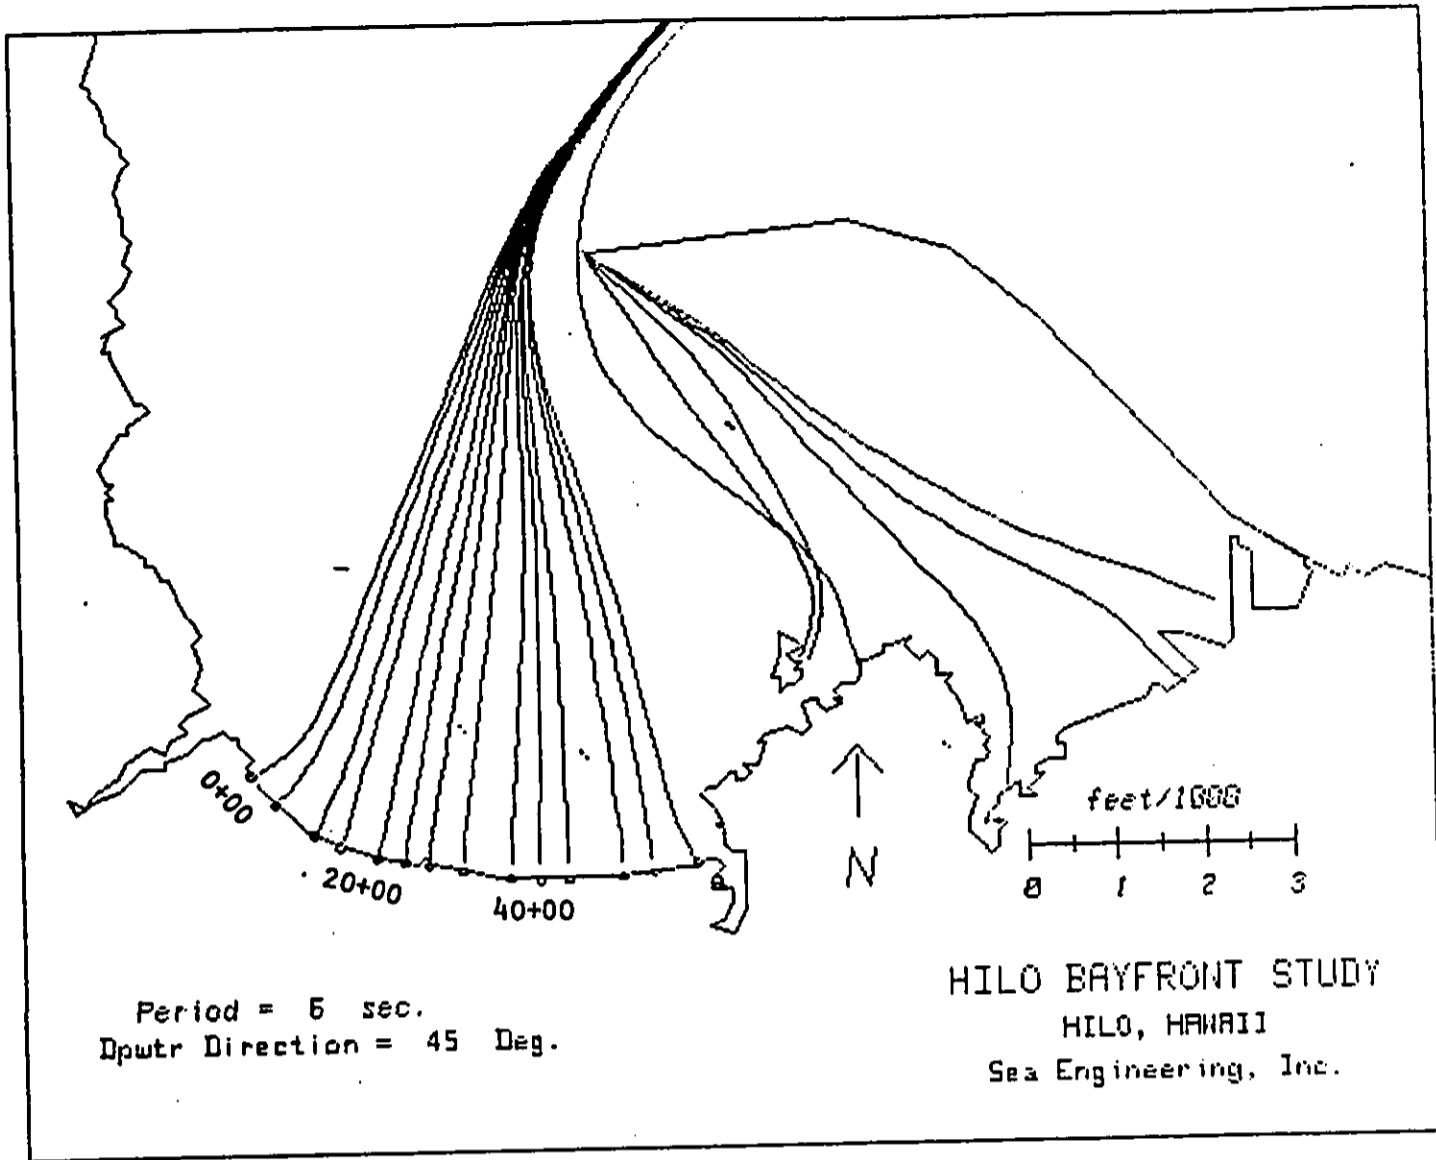 0+00
20+00
40+00
N
feet/1000
0 1 2 3
HILO BAYFRONT STUDY
HILO, HAWAII
Sea Engineering, Inc.
Period = 6 sec.
Dpwtr Direction = 45 Deg.